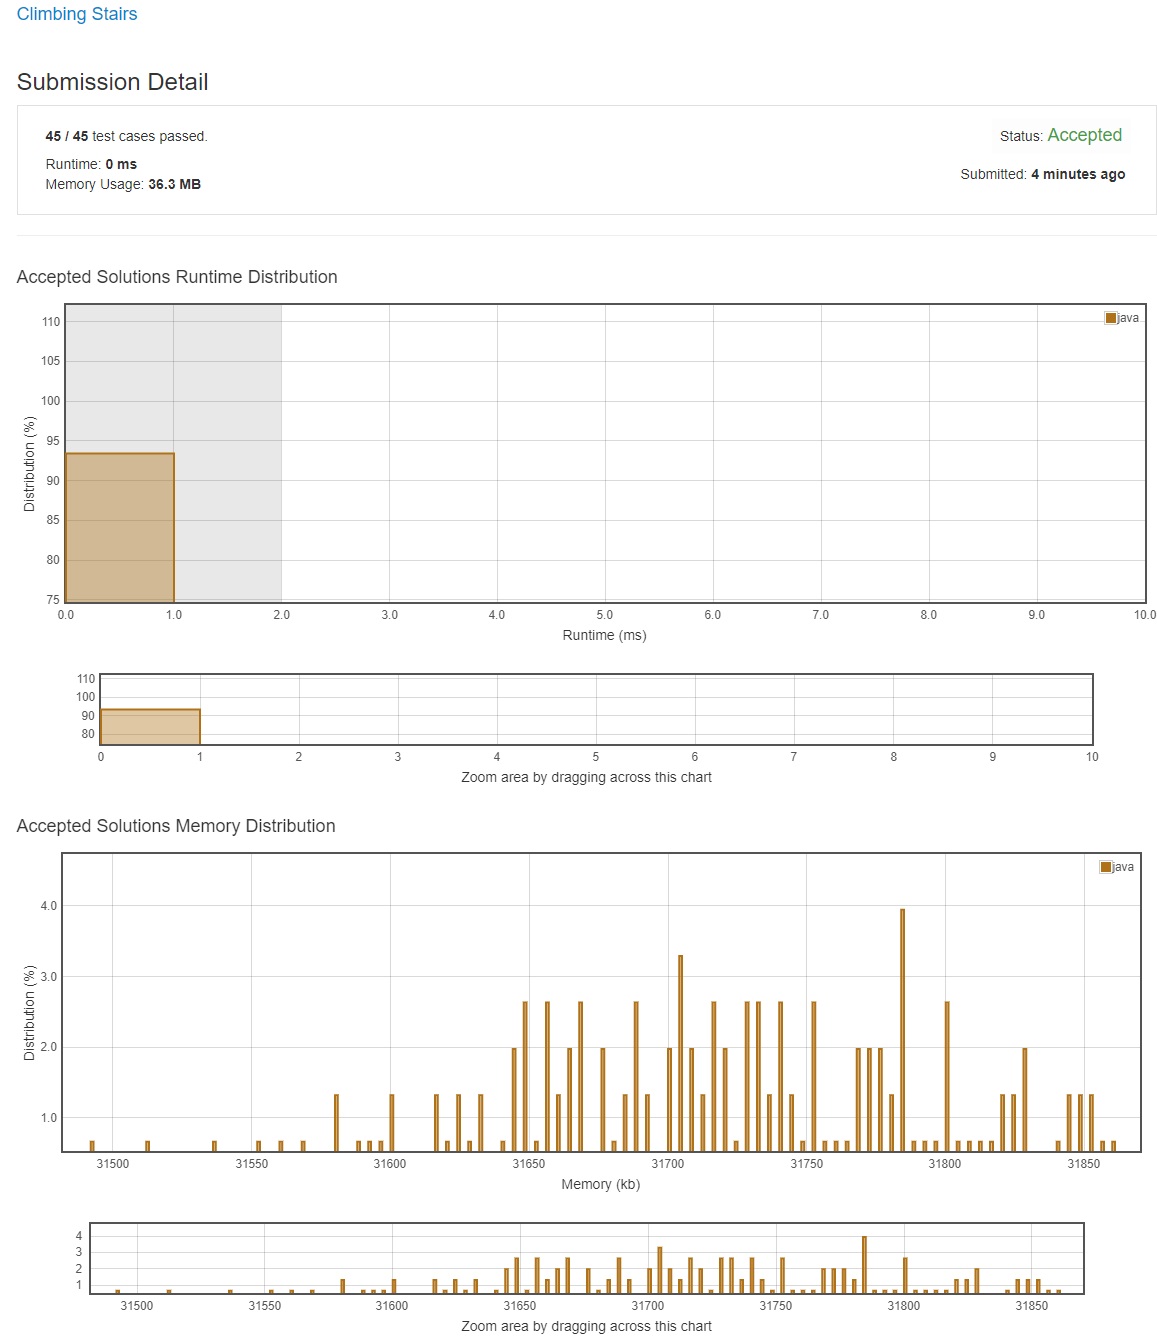 Climbing Stairs
Submission Detail
45 / 45 test cases passed.
Status: Accepted
Runtime: 0 ms
Memory Usage: 36.3 MB
Submitted: 4 minutes ago
Accepted Solutions Runtime Distribution
java
110
105
100
95
90
85
80
75
Distribution (%)
0.0 1.0 2.0 3.0 4.0 5.0 6.0 7.0 8.0 9.0 10.0
Runtime (ms)
110
100
90
80
0 1 2 3 4 5 6 7 8 9 10
Zoom area by dragging across this chart
Accepted Solutions Memory Distribution
java
4.0
3.0
2.0
1.0
Distribution (%)
31500 31550 31600 31650 31700 31750 31800 31850
Memory (kb)
4
3
2
1
31500 31550 31600 31650 31700 31750 31800 31850
Zoom area by dragging across this chart